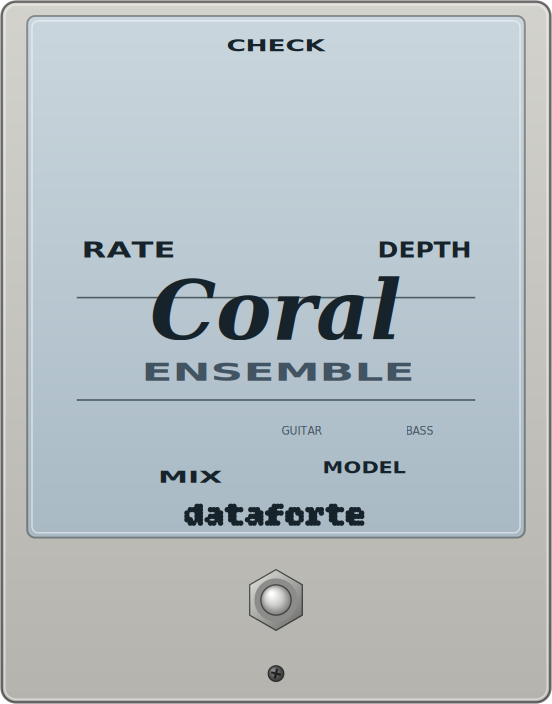 CHECK
RATE DEPTH
Coral
ENSEMBLE
GUITAR BASS
MIX MODEL
dataforte